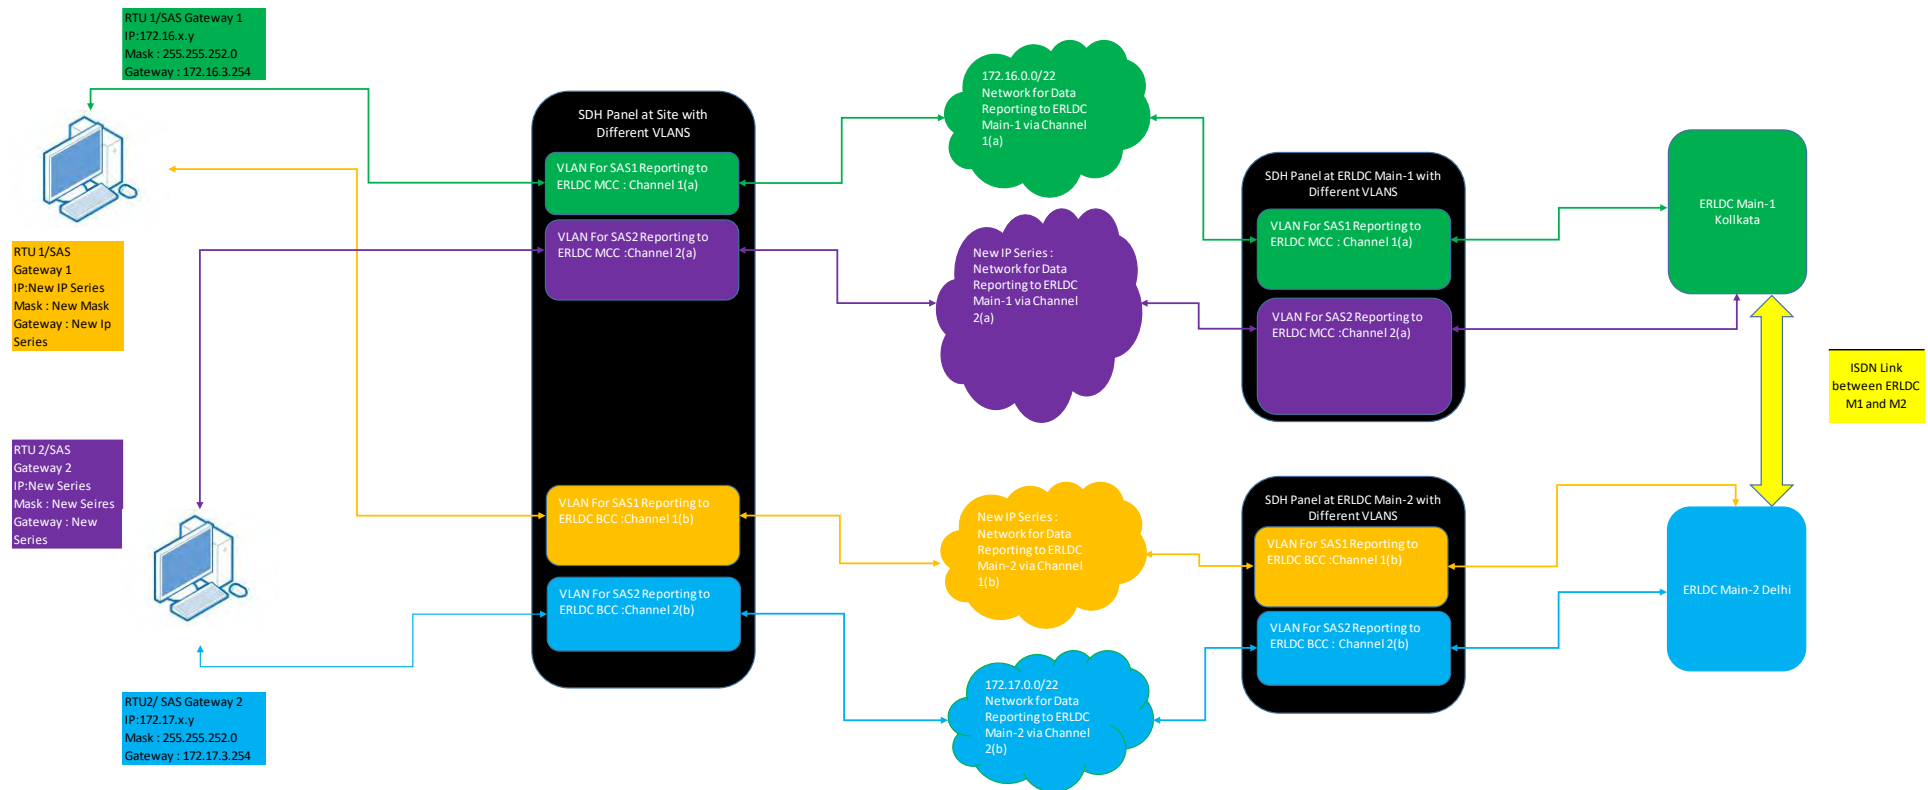 RTU 1/SAS Gateway 1
IP:172.16.x.y
Mask : 255.255.252.0
Gateway : 172.16.3.254
RTU 1/SAS
Gateway 1
IP:New IP Series
Mask : New Mask
Gateway : New Ip
Series
RTU 2/SAS
Gateway 2
IP:New Series
Mask : New Seires
Gateway : New
Series
RTU2/ SAS Gateway 2
IP:172.17.x.y
Mask : 255.255.252.0
Gateway : 172.17.3.254
SDH Panel at Site with
Different VLANS
VLAN For SAS1 Reporting to
ERLDC MCC : Channel 1(a)
VLAN For SAS2 Reporting to
ERLDC MCC :Channel 2(a)
VLAN For SAS1 Reporting to
ERLDC BCC :Channel 1(b)
VLAN For SAS2 Reporting to
ERLDC BCC :Channel 2(b)
172.16.0.0/22
Network for Data
Reporting to ERLDC
Main-1 via Channel
1(a)
New IP Series :
Network for Data
Reporting to ERLDC
Main-1 via Channel
2(a)
New IP Series :
Network for Data
Reporting to ERLDC
Main-2 via Channel
1(b)
172.17.0.0/22
Network for Data
Reporting to ERLDC
Main-2 via Channel
2(b)
SDH Panel at ERLDC Main-1 with
Different VLANS
VLAN For SAS1 Reporting to
ERLDC MCC : Channel 1(a)
VLAN For SAS2 Reporting to
ERLDC MCC :Channel 2(a)
SDH Panel at ERLDC Main-2 with
Different VLANS
VLAN For SAS1 Reporting to
ERLDC BCC :Channel 1(b)
VLAN For SAS2 Reporting to
ERLDC BCC : Channel 2(b)
ERLDC Main-1
Kollkata
ISDN Link
between ERLDC
M1 and M2
ERLDC Main-2 Delhi